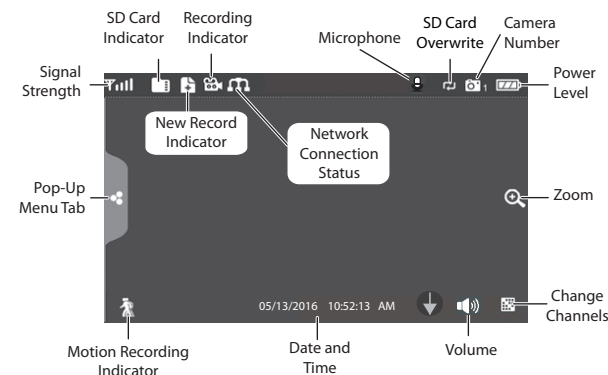 SD Card
Indicator
Recording
Indicator
Microphone
SD Card
Overwrite
Camera
Number
Signal
Strength
Power
Level
1
New Record
Indicator
Network
Connection
Status
Pop-Up
Menu Tab
Zoom
05/13/2016 10:52:13 AM
Change
Channels
Motion Recording
Indicator
Date and
Time
Volume